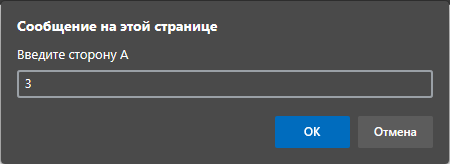 Сообщение на этой странице
Введите сторону A
3
ОК
Отмена